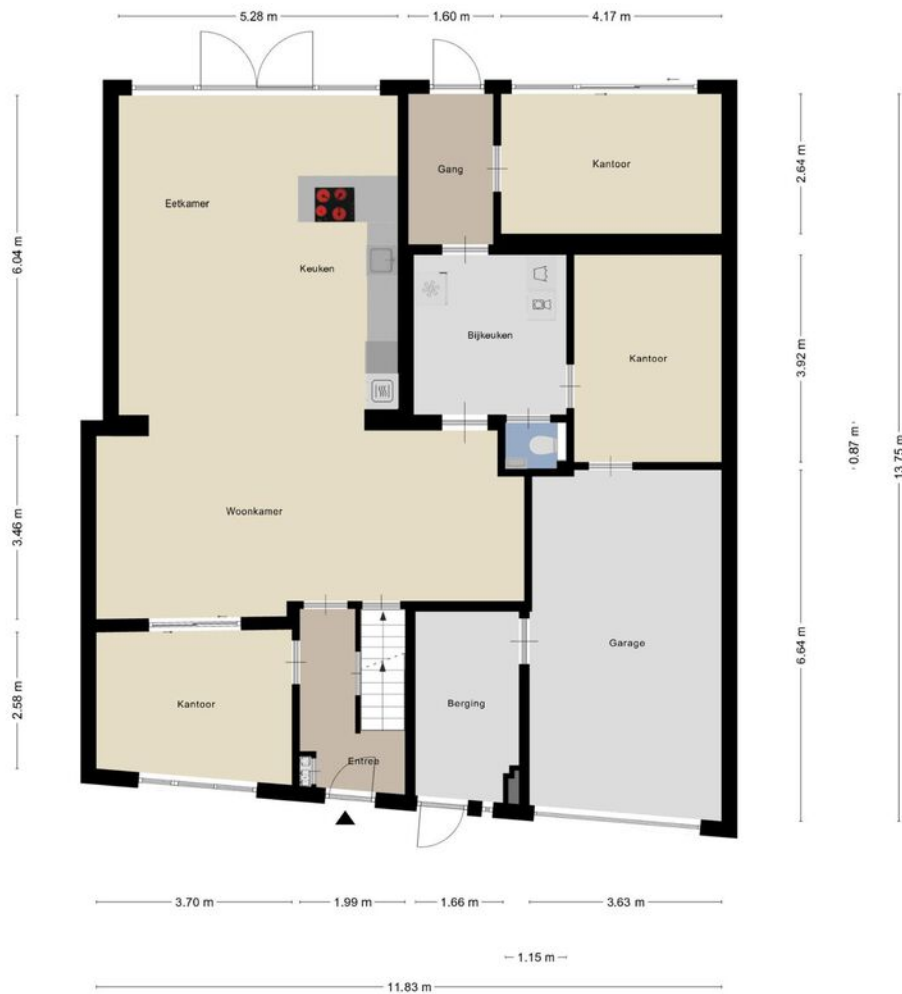 5.28 m
1.60 m
4.17 m
Kantoor
Gang
2.64 m
Eetkamer
6.04 m
Keuken
Bijkeuken
Kantoor
3.92 m
0.87 m
13.75 m
Woonkamer
3.46 m
Garage
6.64 m
Kantoor
Berging
2.58 m
Entree
3.70 m
1.99 m
1.66 m
3.63 m
1.15 m
11.83 m